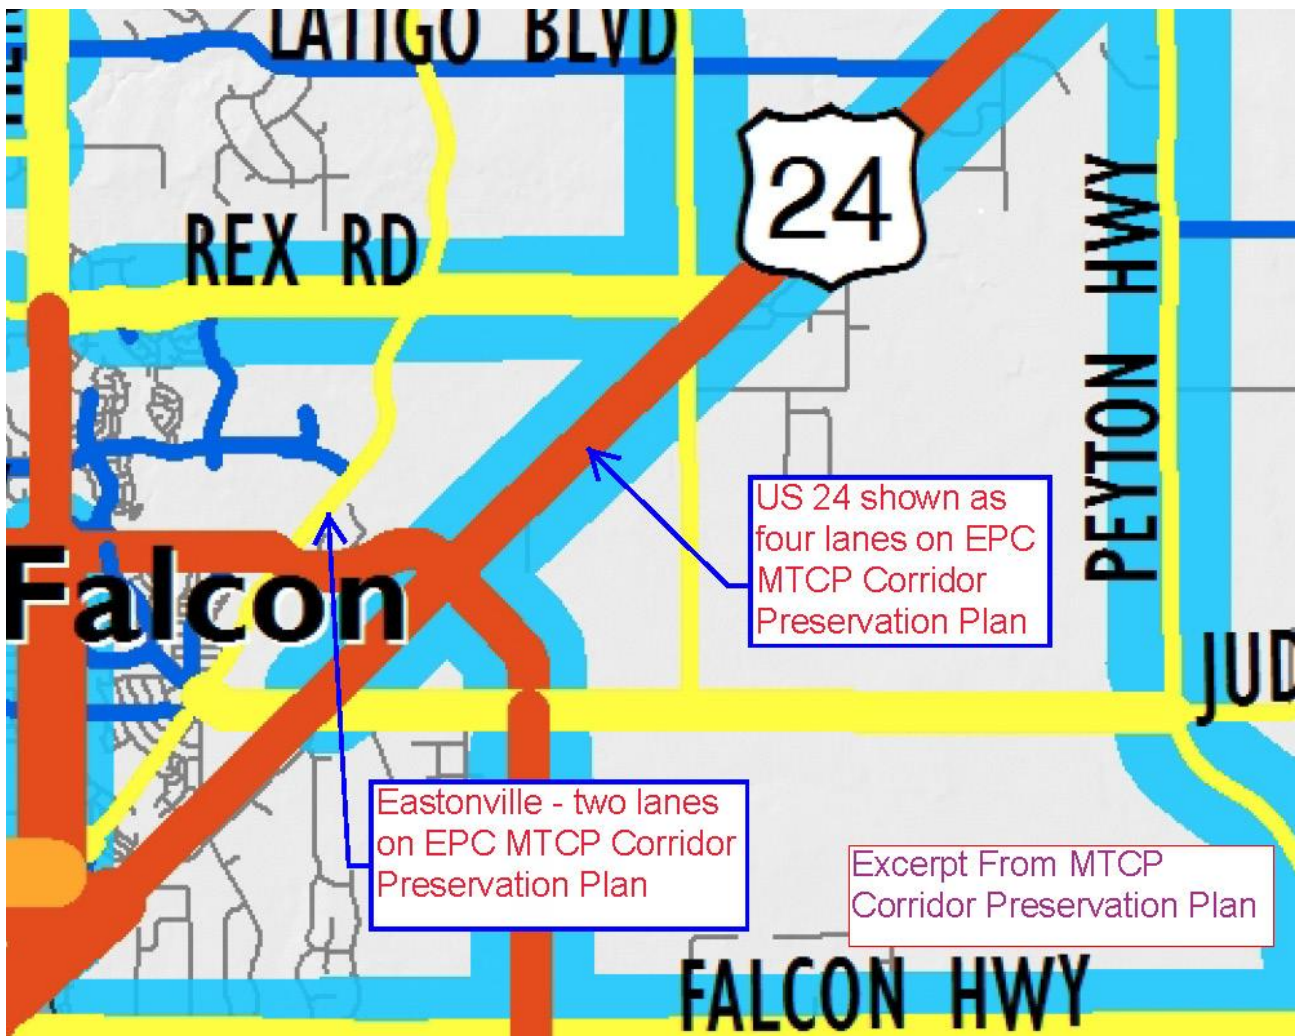 LATIGO BLVD
24
REX RD
PEYTON HWY
US 24 shown as
four lanes on EPC
MTCP Corridor
Preservation Plan
Falcon
JUD
Eastonville - two lanes
on EPC MTCP Corridor
Preservation Plan
Excerpt From MTCP
Corridor Preservation Plan
FALCON HWY